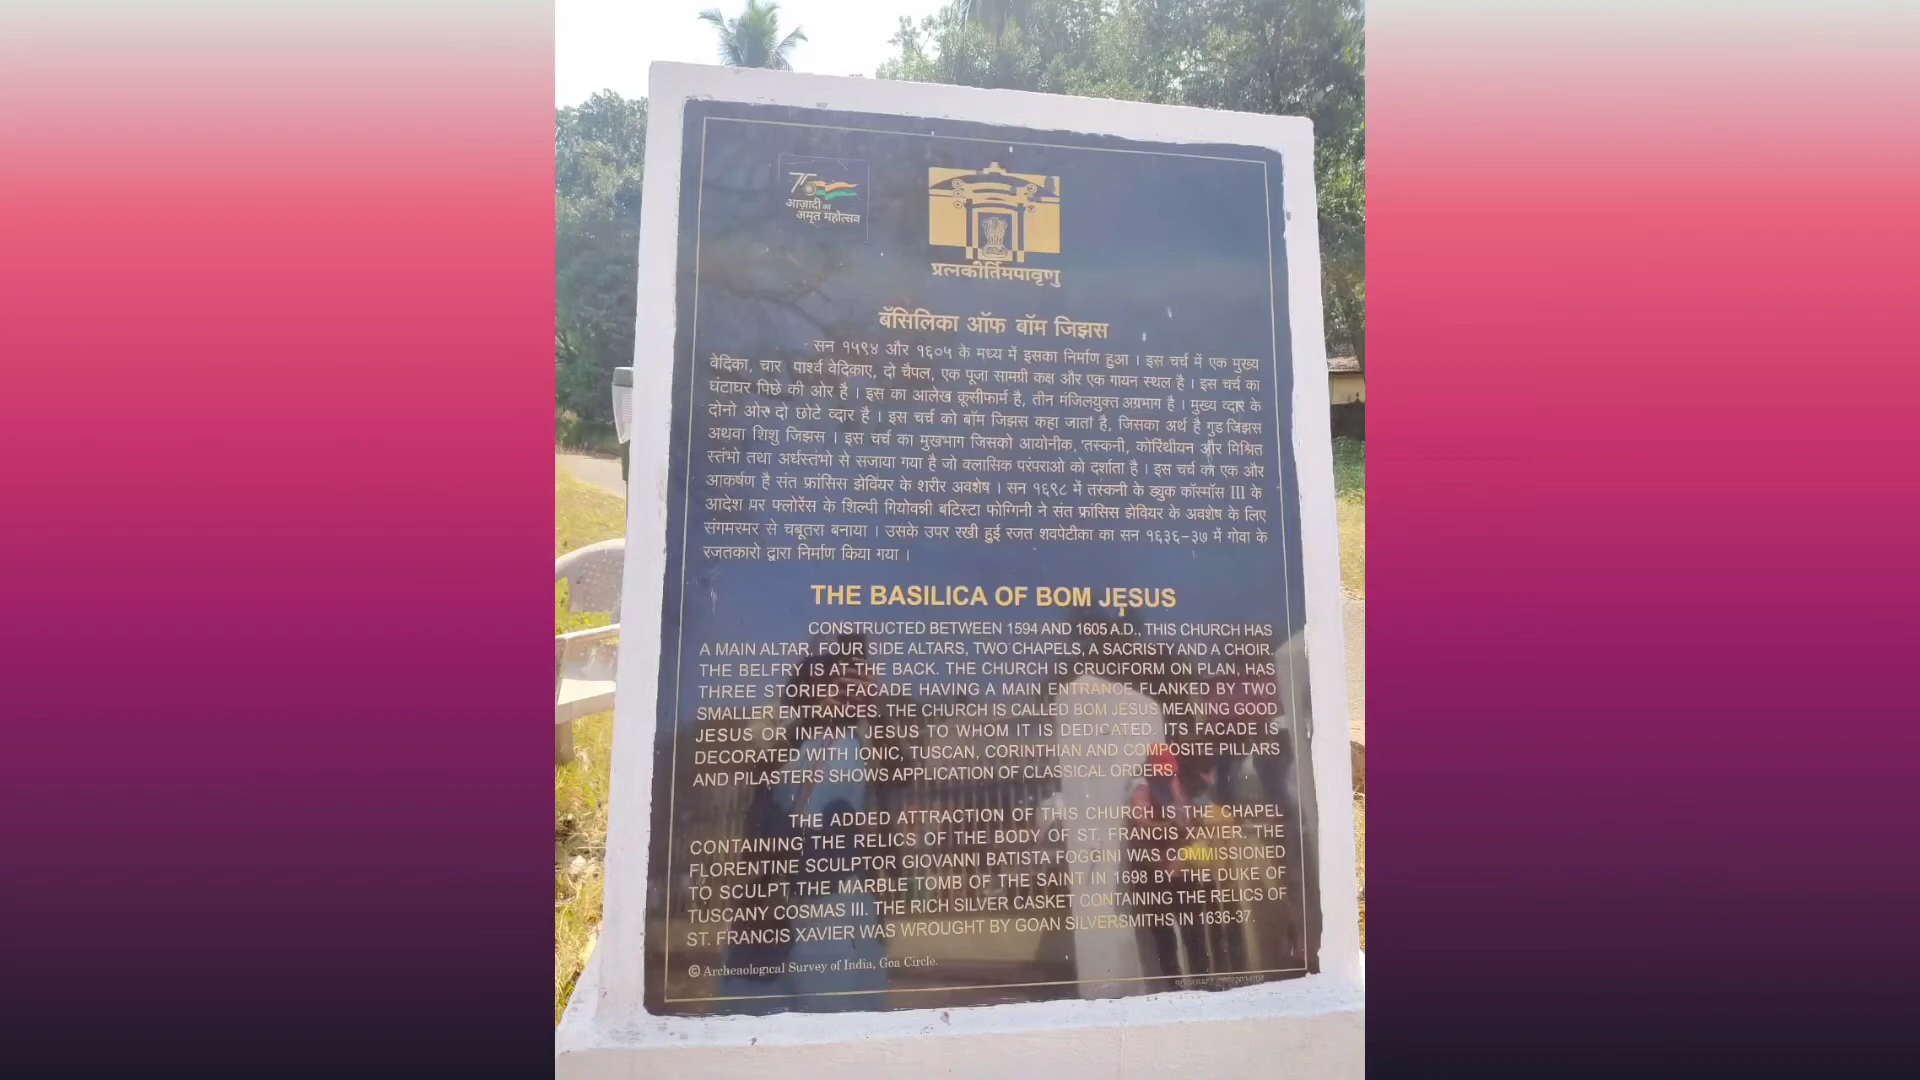 75
आज़ादी का
अमृत महोत्सव
प्रत्नकीर्तिमपावृणु
बॅसिलिका ऑफ बॉम जिझस
सन १५९४ और १६०५ के मध्य में इसका निर्माण हुआ । इस चर्च में एक मुख्य
वेदिका, चार पार्श्व वेदिकाए, दो चैपल, एक पूजा सामग्री कक्ष और एक गायन स्थल है । इस चर्च का
घंटाघर पिछे की ओर है । इस का आलेख क्रूसीफार्म है, तीन मंजिलयुक्त अग्रभाग है । मुख्य व्दार के
दोनो ओर दो छोटे व्दार है । इस चर्च को बॉम जिझस कहा जाता है, जिसका अर्थ है गुड जिझस
अथवा शिशु जिझस । इस चर्च का मुखभाग जिसको आयोनीक, तस्कनी, कोरिंथीयन और मिश्रित
स्तंभो तथा अर्धस्तंभो से सजाया गया है जो क्लासिक परंपराओ को दर्शाता है । इस चर्च का एक और
आकर्षण है संत फ्रांसिस झेवियर के शरीर अवशेष । सन १६९८ में तस्कनी के ड्युक कॉस्मॉस III के
आदेश पर फ्लोरेंस के शिल्पी गियोवन्नी बटिस्टा फोग्गिनी ने संत फ्रांसिस झेवियर के अवशेष के लिए
संगमरमर से चबूतरा बनाया । उसके उपर रखी हुई रजत शवपेटीका का सन १६३६-३७ में गोवा के
रजतकारो द्वारा निर्माण किया गया ।
THE BASILICA OF BOM JESUS
CONSTRUCTED BETWEEN 1594 AND 1605 A.D., THIS CHURCH HAS
A MAIN ALTAR, FOUR SIDE ALTARS, TWO CHAPELS, A SACRISTY AND A CHOIR.
THE BELFRY IS AT THE BACK. THE CHURCH IS CRUCIFORM ON PLAN, HAS
THREE STORIED FACADE HAVING A MAIN ENTRANCE FLANKED BY TWO
SMALLER ENTRANCES. THE CHURCH IS CALLED BOM JESUS MEANING GOOD
JESUS OR INFANT JESUS TO WHOM IT IS DEDICATED. ITS FACADE IS
DECORATED WITH IONIC, TUSCAN, CORINTHIAN AND COMPOSITE PILLARS
AND PILASTERS SHOWS APPLICATION OF CLASSICAL ORDERS.
THE ADDED ATTRACTION OF THIS CHURCH IS THE CHAPEL
CONTAINING THE RELICS OF THE BODY OF ST. FRANCIS XAVIER. THE
FLORENTINE SCULPTOR GIOVANNI BATISTA FOGGINI WAS COMMISSIONED
TO SCULPT THE MARBLE TOMB OF THE SAINT IN 1698 BY THE DUKE OF
TUSCANY COSMAS III. THE RICH SILVER CASKET CONTAINING THE RELICS OF
ST. FRANCIS XAVIER WAS WROUGHT BY GOAN SILVERSMITHS IN 1636-37.
© Archeaological Survey of India, Goa Circle.